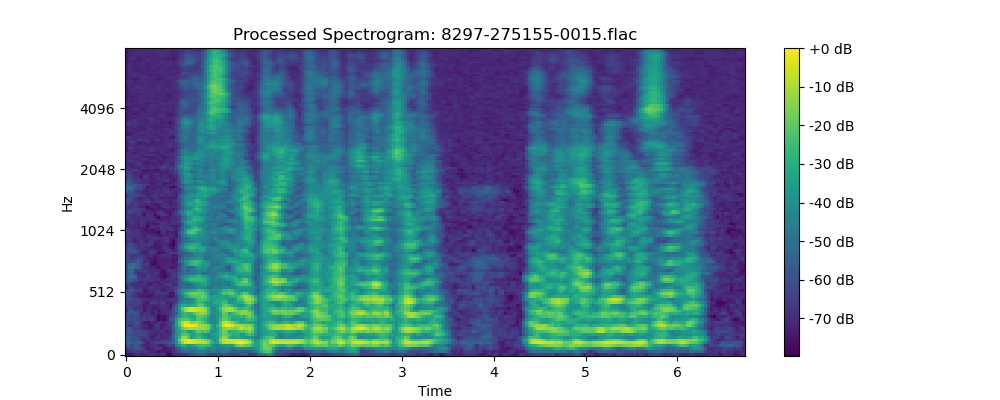 Processed Spectrogram: 8297-275155-0015.flac
Hz
4096
2048
1024
512
0
0 1 2 3 4 5 6
Time
+0 dB
-10 dB
-20 dB
-30 dB
-40 dB
-50 dB
-60 dB
-70 dB